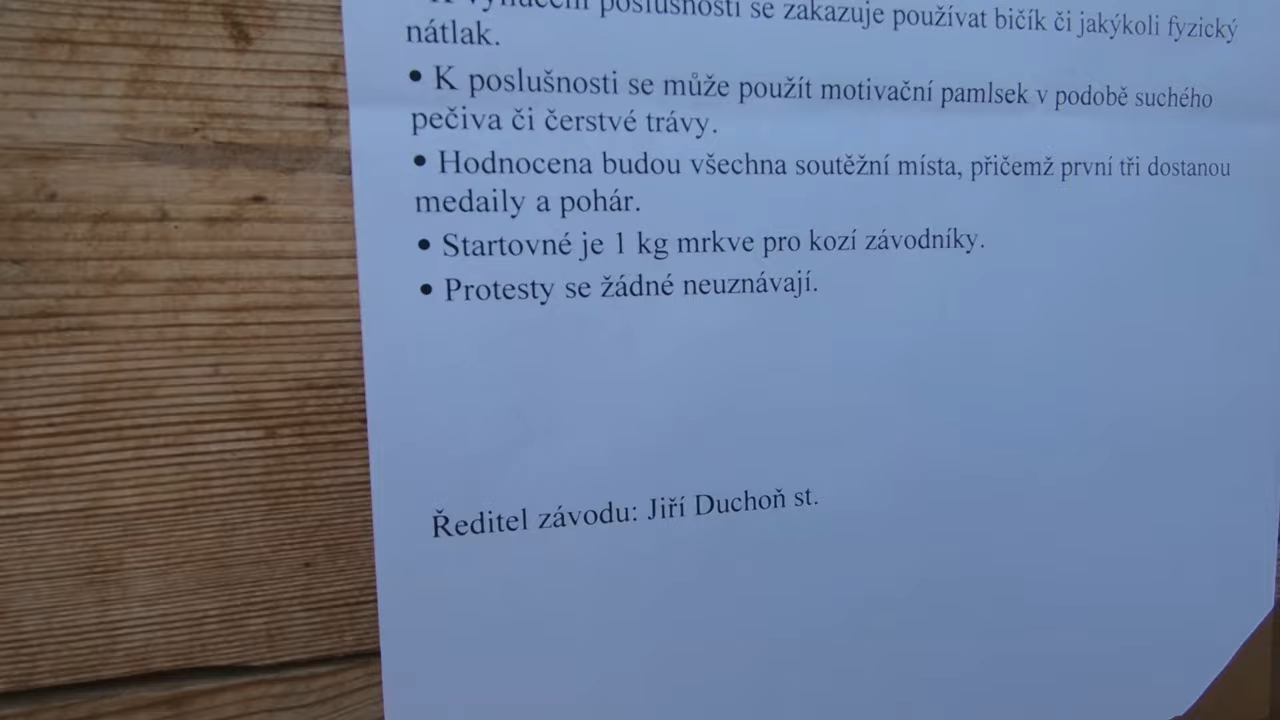 • K vynucení poslušnosti se zakazuje používat bičík či jakýkoli fyzický
nátlak.
• K poslušnosti se může použít motivační pamlsek v podobě suchého
pečiva či čerstvé trávy.
• Hodnocena budou všechna soutěžní místa, přičemž první tři dostanou
medaily a pohár.
• Startovné je 1 kg mrkve pro kozí závodníky.
• Protesty se žádné neuznávají.
Ředitel závodu: Jiří Duchoň st.